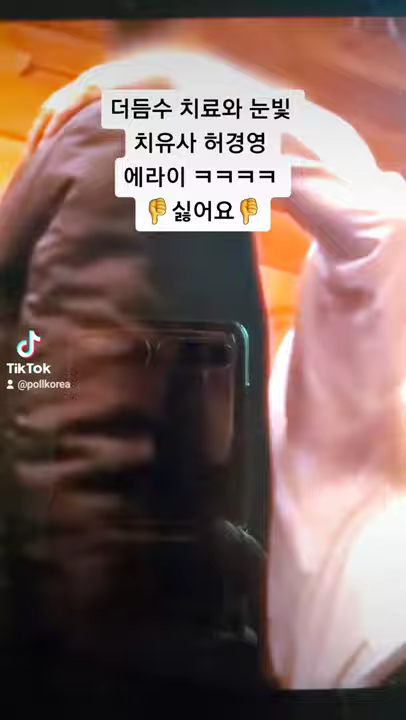 더듬수 치료와 눈빛
치유사 허경영
에라이 ㅋㅋㅋㅋ
👎싫어요👎
TikTok
@pollkorea